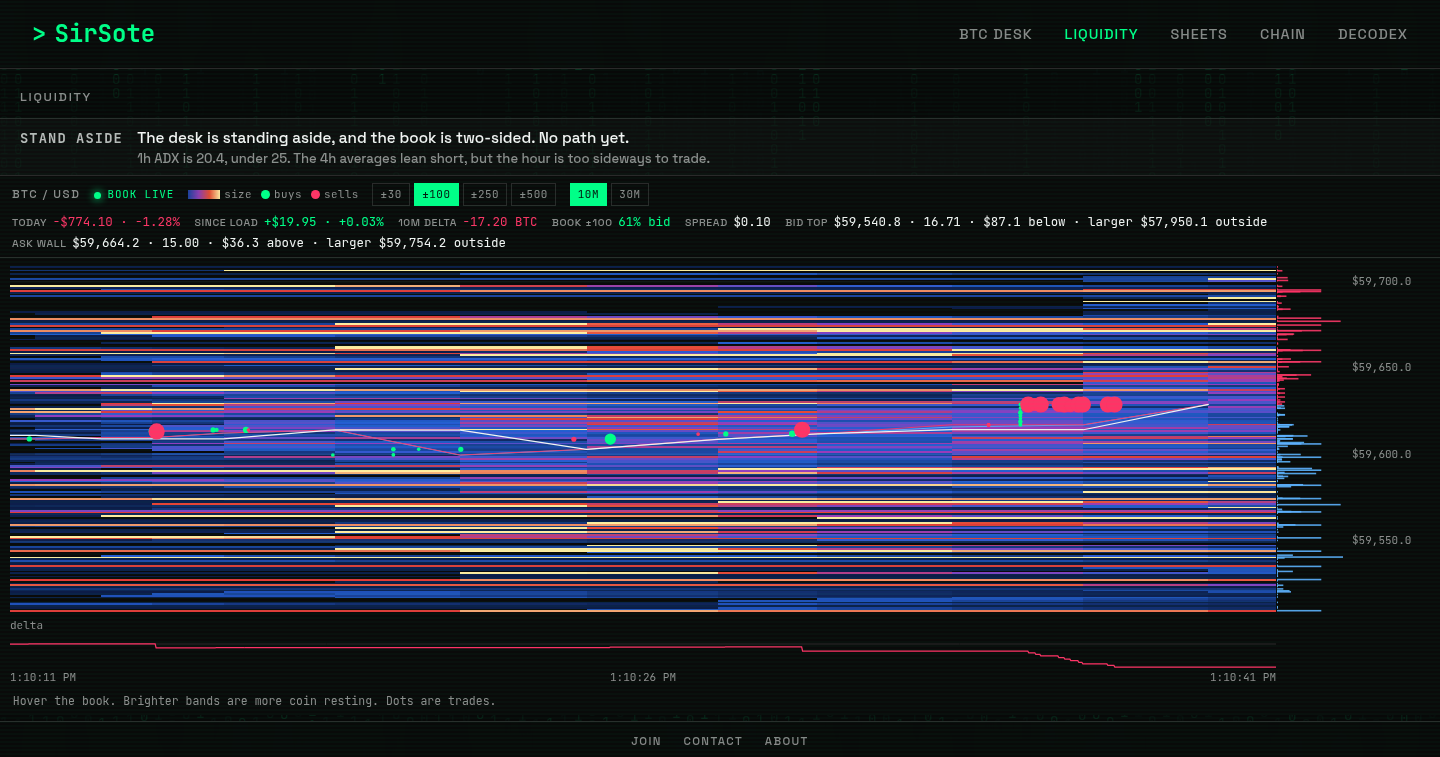 > SirSote
BTC DESK LIQUIDITY SHEETS CHAIN DECODEX
LIQUIDITY
STAND ASIDE The desk is standing aside, and the book is two-sided. No path yet.
1h ADX is 20.4, under 25. The 4h averages lean short, but the hour is too sideways to trade.
BTC / USD BOOK LIVE size buys sells ±30 ±100 ±250 ±500 10M 30M
TODAY -$774.10 · -1.28% SINCE LOAD +$19.95 · +0.03% 10M DELTA -17.20 BTC BOOK ±100 61% bid SPREAD $0.10 BID TOP $59,540.8 · 16.71 · $87.1 below · larger $57,950.1 outside
ASK WALL $59,664.2 · 15.00 · $36.3 above · larger $59,754.2 outside
$59,700.0
$59,650.0
$59,600.0
$59,550.0
delta
1:10:11 PM 1:10:26 PM 1:10:41 PM
Hover the book. Brighter bands are more coin resting. Dots are trades.
JOIN CONTACT ABOUT